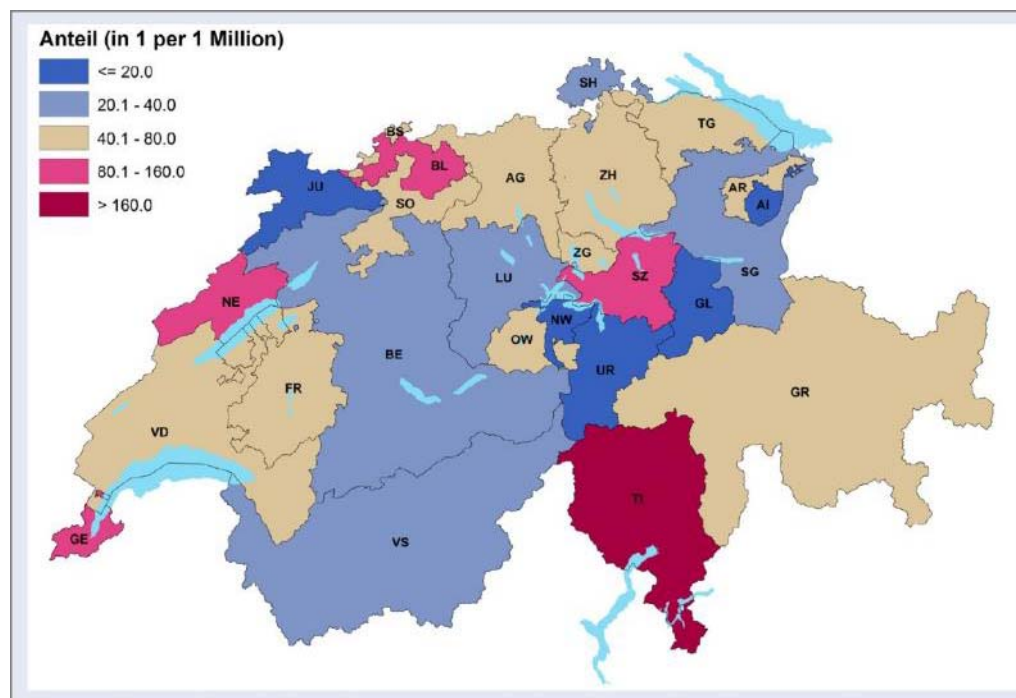 Anteil (in 1 per 1 Million)
<= 20.0
20.1 - 40.0
40.1 - 80.0
80.1 - 160.0
> 160.0
SH
BS
TG
BL
JU
AG
ZH
SO
AR
AI
ZG
LU
SZ
SG
NE
GL
NW
OW
BE
UR
FR
GR
VD
TI
GE
VS